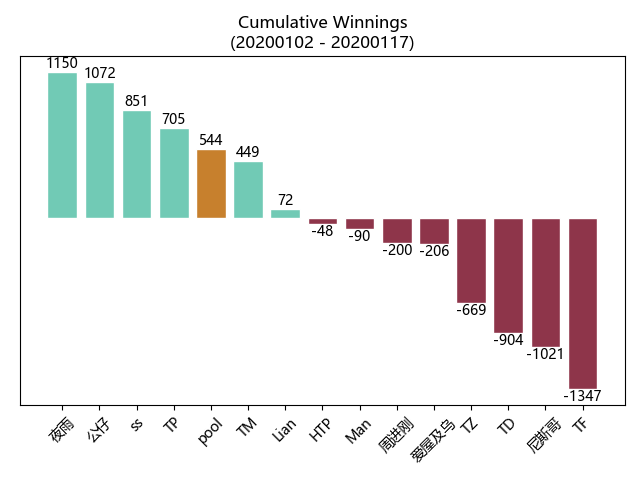 Cumulative Winnings
(20200102 - 20200117)
1150
1072
851
705
544
449
72
-48
-90
-200
-206
-669
-904
-1021
-1347
夜雨
公仔
ss
TP
pool
TM
Lian
HTP
Man
周进刚
爱屋及乌
TZ
TD
尼斯哥
TF